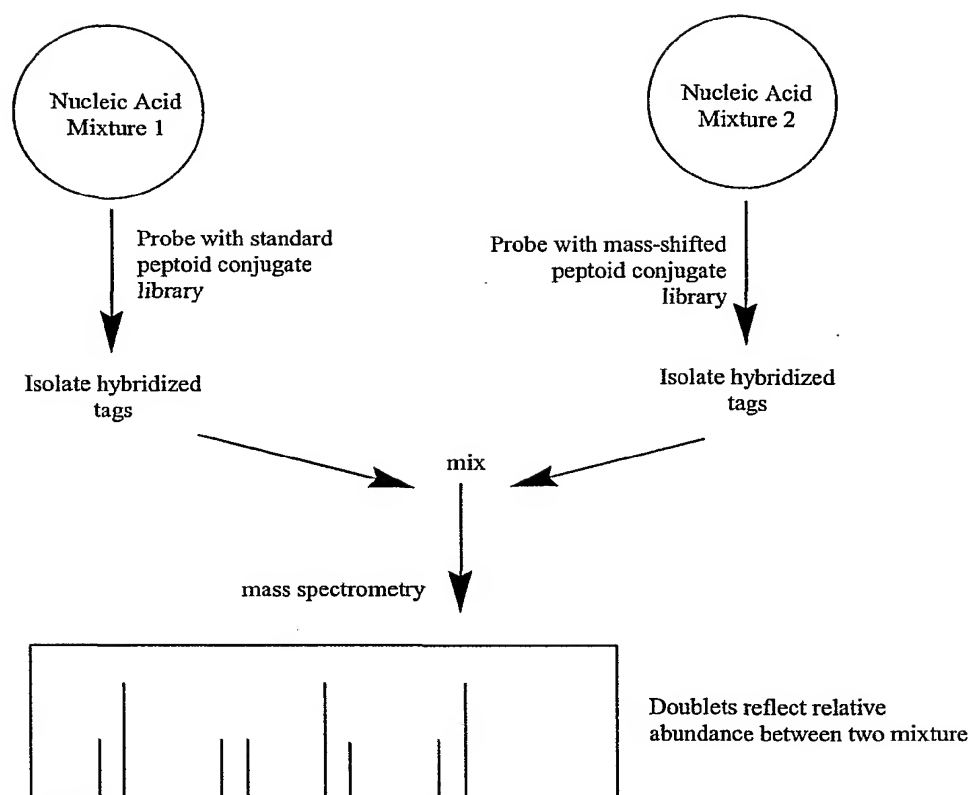 Nucleic Acid
Mixture 1
Nucleic Acid
Mixture 2
Probe with standard
peptoid conjugate
library
Probe with mass-shifted
peptoid conjugate
library
Isolate hybridized
tags
Isolate hybridized
tags
mix
mass spectrometry
Doublets reflect relative
abundance between two mixture